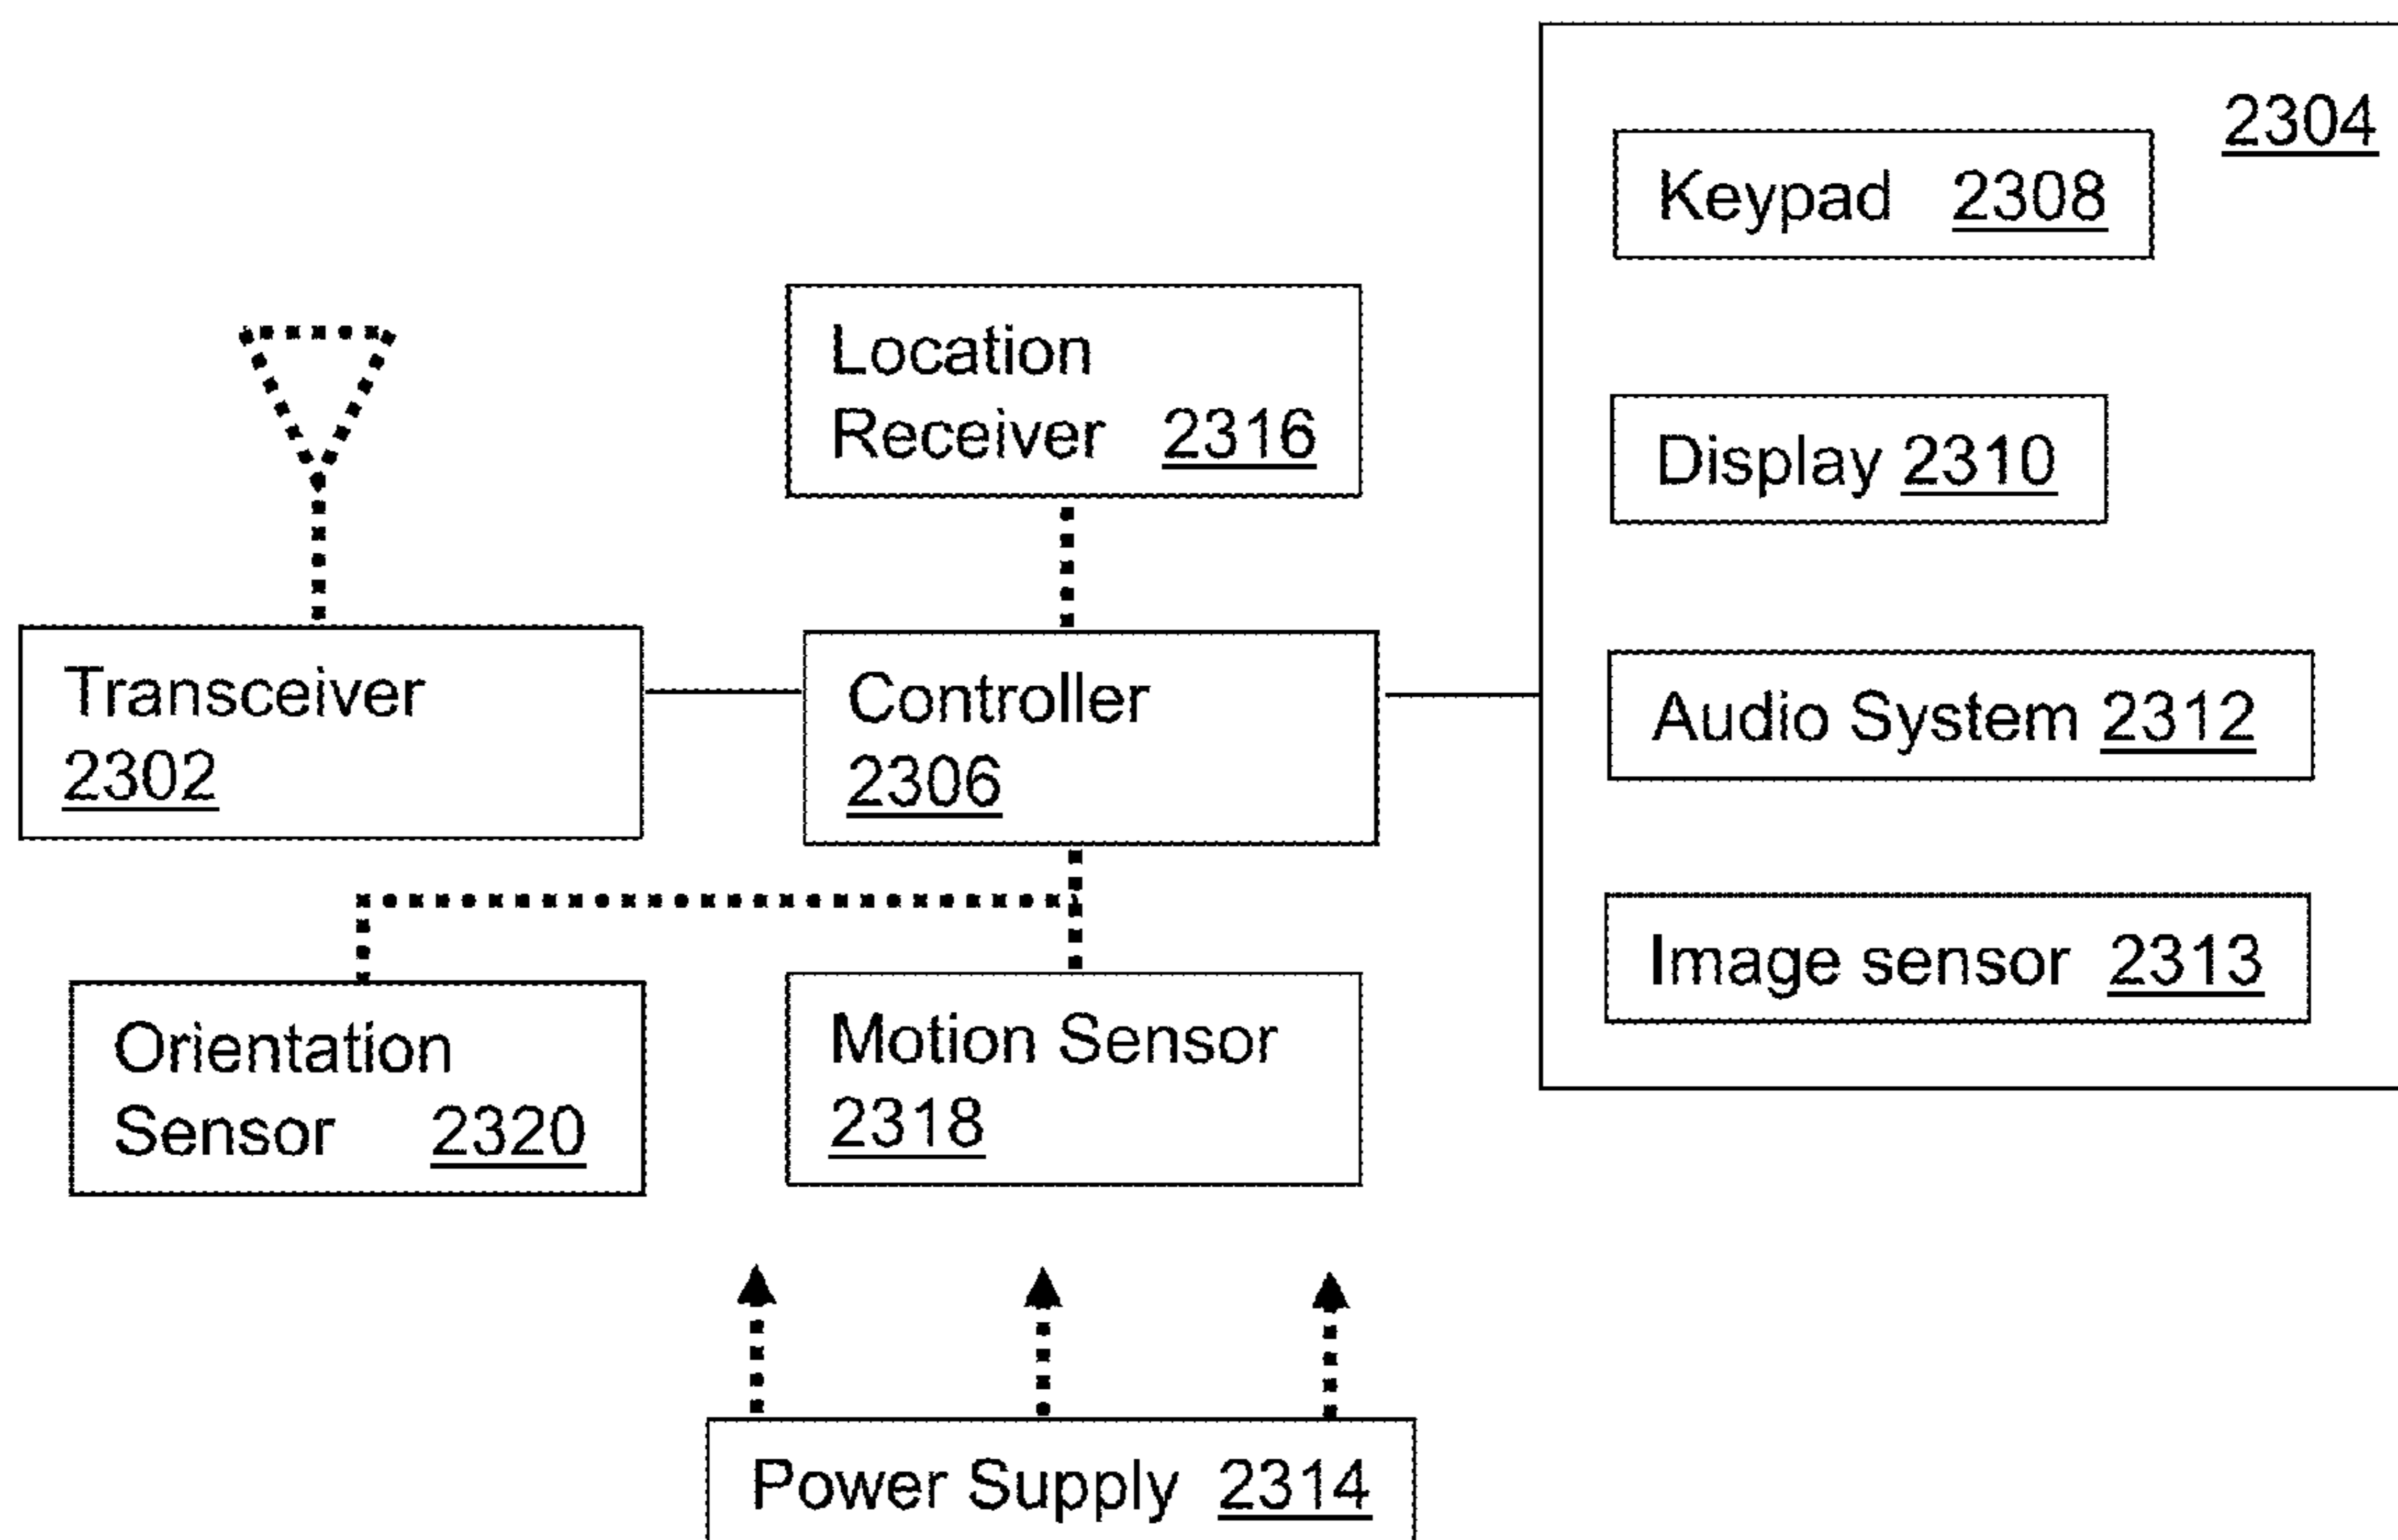 2304
Keypad 2308
Location
Receiver 2316
Display 2310
Transceiver
2302
Controller
2306
Audio System 2312
Image sensor 2313
Orientation
Sensor 2320
Motion Sensor
2318
Power Supply 2314